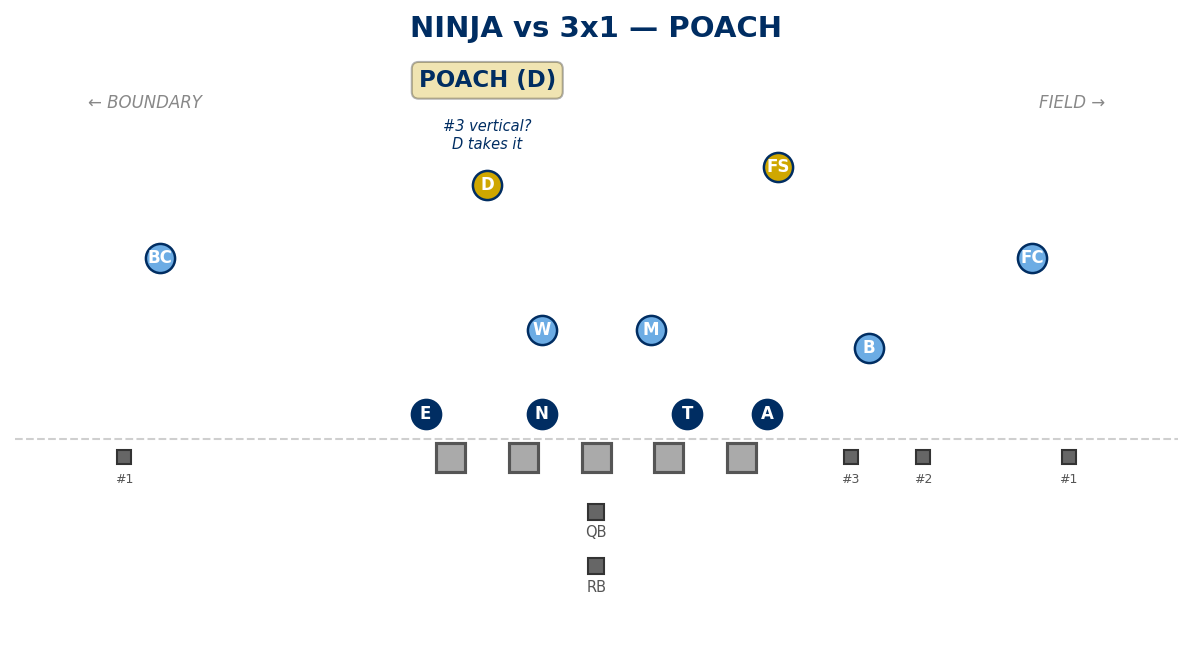 NINJA vs 3x1 — POACH
POACH (D)
← BOUNDARY
FIELD →
#3 vertical?
D takes it
FS
D
BC
FC
W
M
B
E
N
T
A
#1
#3
#2
#1
QB
RB